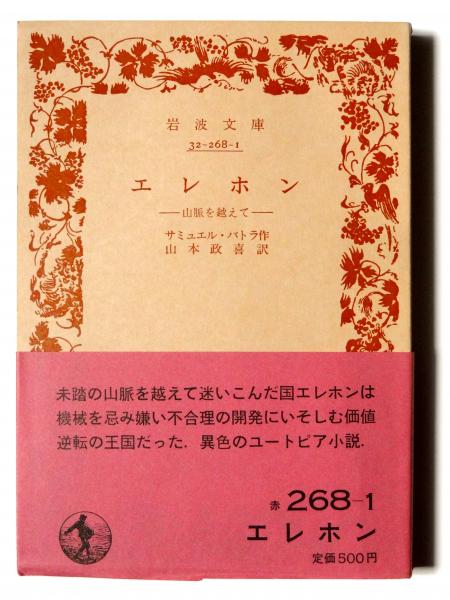 岩波文庫
32-268-1
エレホン
―山脈を越えて―
サミュエル・バトラ作
山本政喜訳
未踏の山脈を越えて迷いこんだ国エレホンは
機械を忌み嫌い不合理の開発にいそしむ価値
逆転の王国だった．異色のユートピア小説．
赤 268-1
エレホン
定価500円